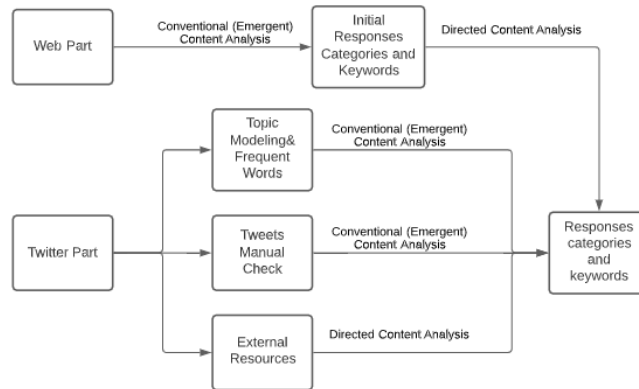 Web Part
Conventional (Emergent)
Content Analysis
Initial
Responses
Categories and
Keywords
Directed Content Analysis
Topic
Modeling&
Frequent
Words
Conventional (Emergent)
Content Analysis
Twitter Part
Tweets
Manual
Check
Conventional (Emergent)
Content Analysis
Responses
categories
and
keywords
External
Resources
Directed Content Analysis